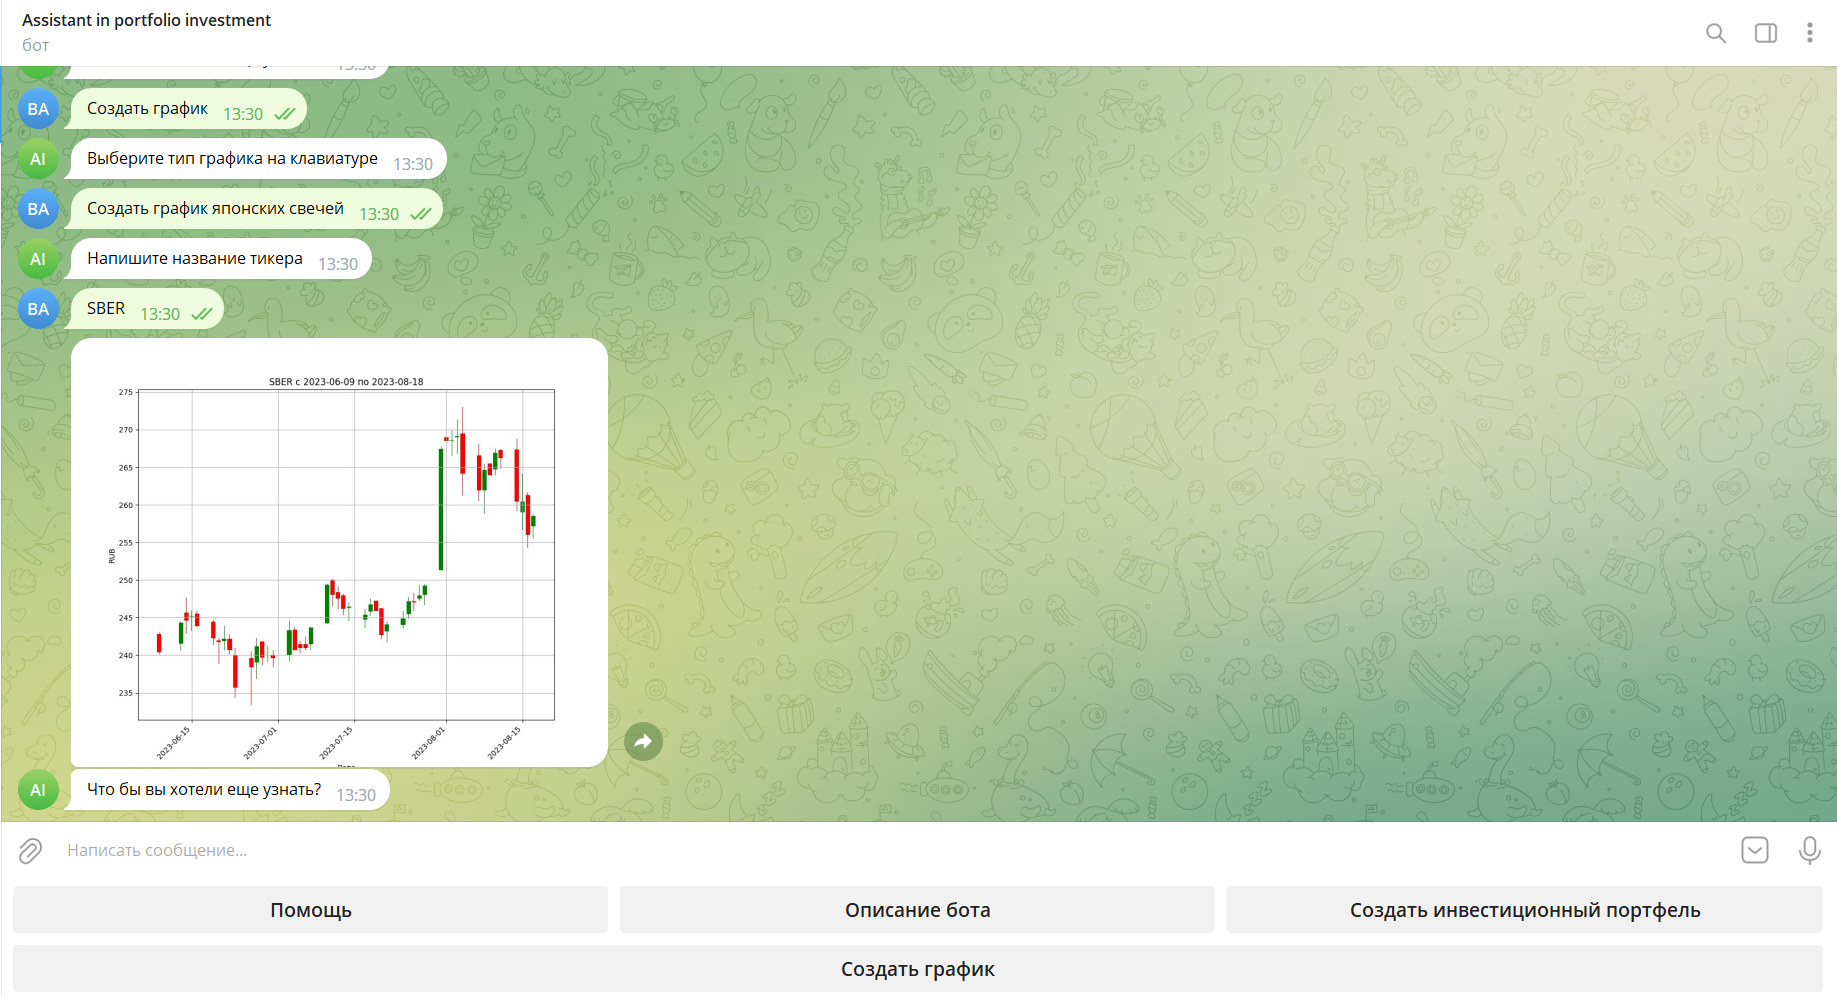 Assistant in portfolio investment
бот
13:30
BA
Создать график 13:30
AI
Выберите тип графика на клавиатуре 13:30
BA
Создать график японских свечей 13:30
AI
Напишите название тикера 13:30
BA
SBER 13:30
SBER с 2023-06-09 по 2023-08-18
275
270
265
260
255
250
245
240
235
RUB
2023-06-15
2023-07-01
2023-07-15
2023-08-01
2023-08-15
AI
Что бы вы хотели еще узнать? 13:30
Написать сообщение...
Помощь
Описание бота
Создать инвестиционный портфель
Создать график